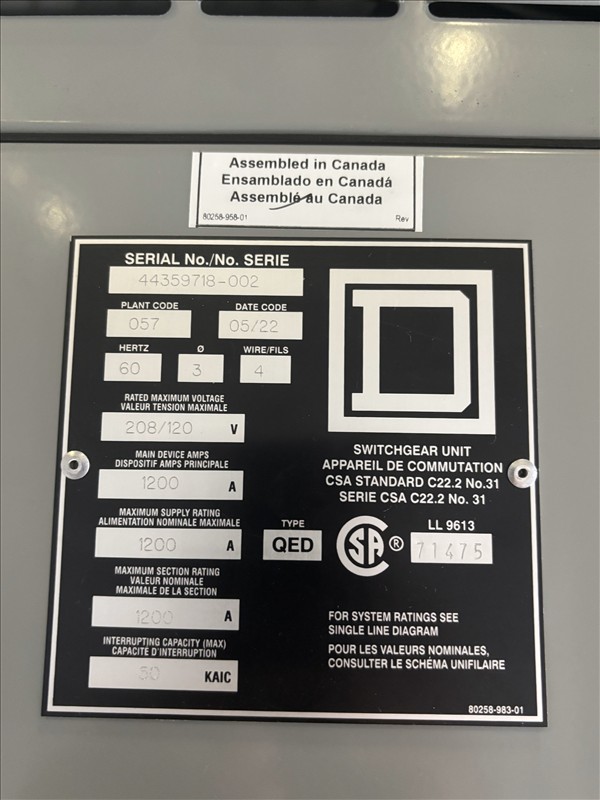 Assembled in Canada
Ensamblado en Canadá
Assemblé au Canada
80258-958-01 Rev
SERIAL No./No. SERIE
44359718-002
PLANT CODE DATE CODE
057 05/22
HERTZ Ø WIRE/FILS
60 3 4
RATED MAXIMUM VOLTAGE
VALEUR TENSION MAXIMALE
208/120 V
MAIN DEVICE AMPS
DISPOSITIF AMPS PRINCIPALE
1200 A
MAXIMUM SUPPLY RATING
ALIMENTATION NOMINALE MAXIMALE
1200 A
MAXIMUM SECTION RATING
VALEUR NOMINALE
MAXIMALE DE LA SECTION
1200 A
INTERRUPTING CAPACITY (MAX)
CAPACITÉ D'INTERRUPTION
50 KAIC
TYPE
QED
D
SWITCHGEAR UNIT
APPAREIL DE COMMUTATION
CSA STANDARD C22.2 No.31
SERIE CSA C22.2 No. 31
LL 9613
CSA ® 71475
FOR SYSTEM RATINGS SEE
SINGLE LINE DIAGRAM
POUR LES VALEURS NOMINALES,
CONSULTER LE SCHÉMA UNIFILAIRE
80258-983-01